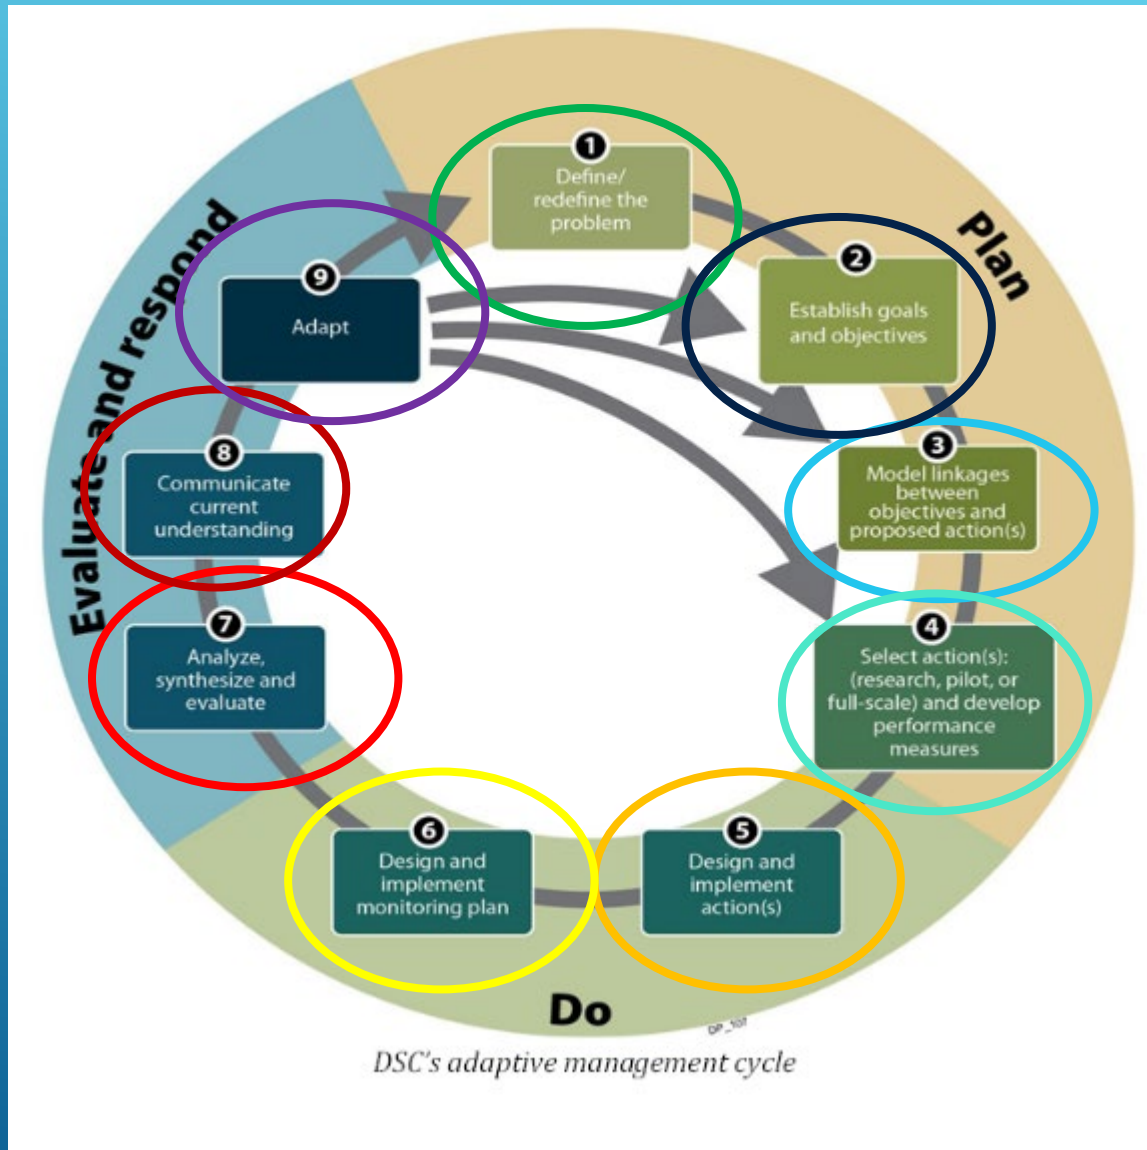 1
Define/
redefine the
problem
2
Establish goals
and objectives
3
Model linkages
between
objectives and
proposed action(s)
4
Select action(s):
(research, pilot, or
full-scale) and develop
performance
measures
5
Design and
implement
action(s)
6
Design and
implement
monitoring plan
7
Analyze,
synthesize and
evaluate
8
Communicate
current
understanding
9
Adapt
Plan
Do
Evaluate and respond
DP_107
DSC's adaptive management cycle